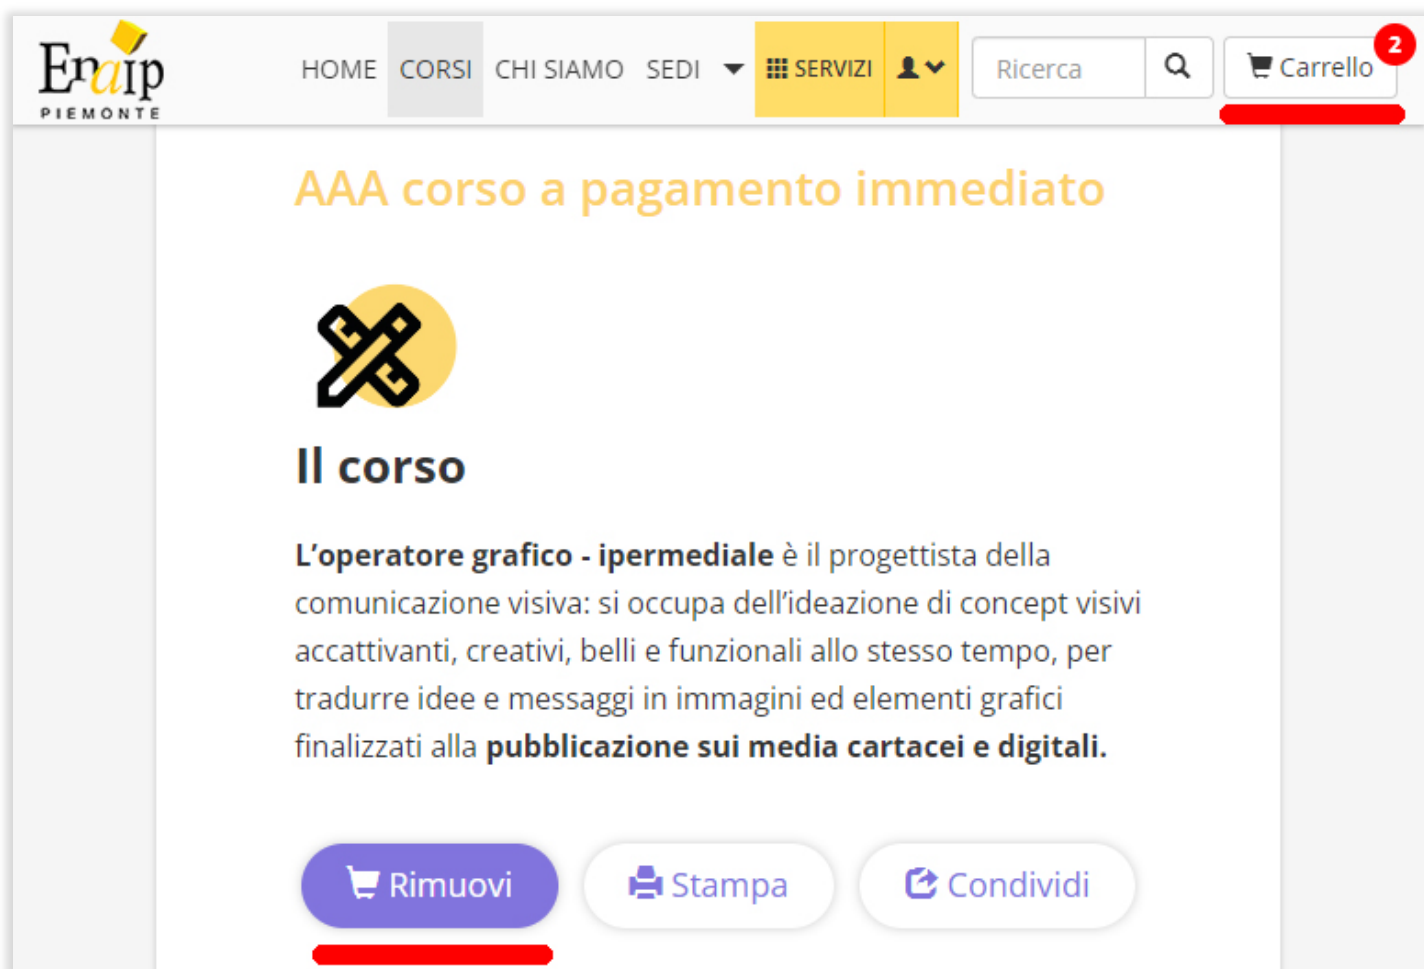 Enaip
PIEMONTE
HOME CORSI CHI SIAMO SEDI SERVIZI Ricerca Carrello 2
AAA corso a pagamento immediato
Il corso
L’operatore grafico - ipermediale è il progettista della
comunicazione visiva: si occupa dell’ideazione di concept visivi
accattivanti, creativi, belli e funzionali allo stesso tempo, per
tradurre idee e messaggi in immagini ed elementi grafici
finalizzati alla pubblicazione sui media cartacei e digitali.
Rimuovi Stampa Condividi